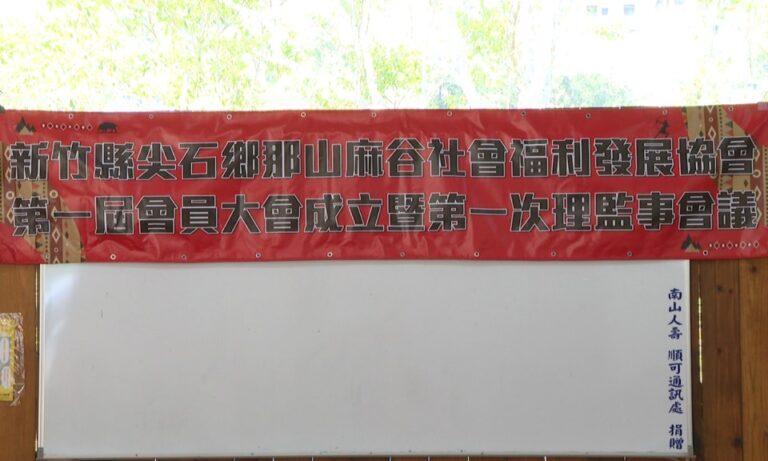 新竹縣尖石鄉那山麻谷社會福利發展協會
第一屆會員大會成立暨第一次理監事會議
南山人壽 順可通訊處 捐贈